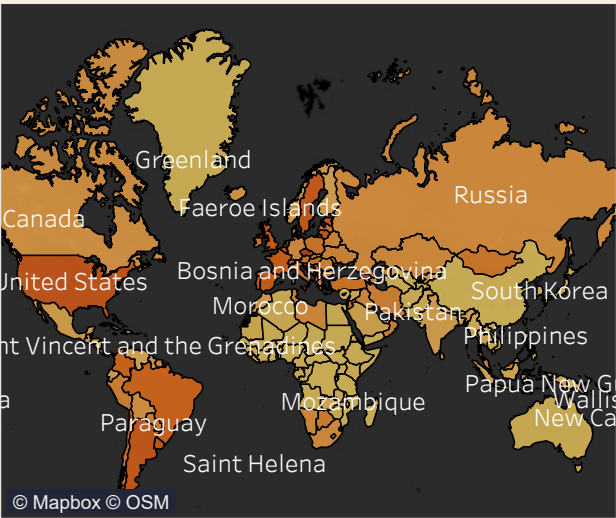 Greenland
Russia
Faeroe Islands
Canada
Bosnia and Herzegovina
United States
South Korea
Morocco
Pakistan
Philippines
nt Vincent and the Grenadines
Papua New G
Wallis
Mozambique
a
New Ca
Paraguay
Saint Helena
© Mapbox © OSM